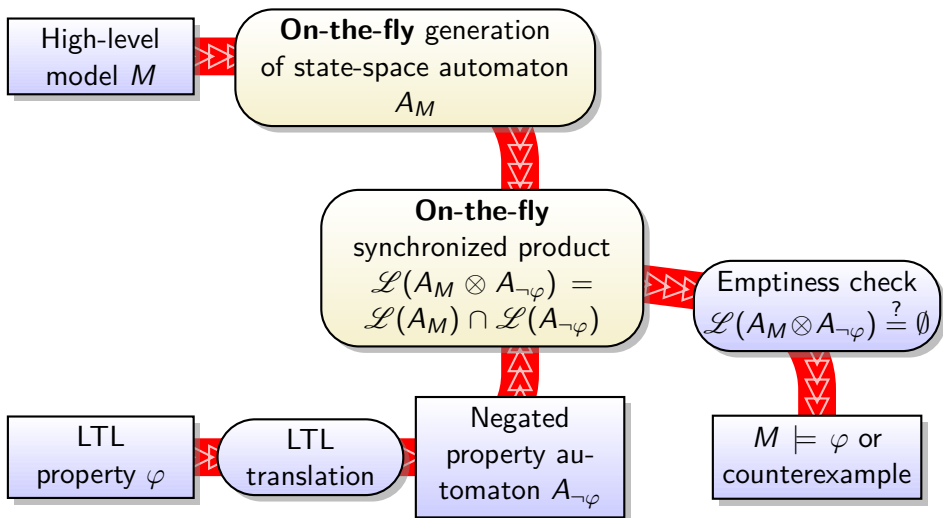 High-level
model M
On-the-fly generation
of state-space automaton
A_M
On-the-fly
synchronized product
ℒ(A_M ⊗ A_¬φ) =
ℒ(A_M) ∩ ℒ(A_¬φ)
Emptiness check
ℒ(A_M⊗A_¬φ) ≟ ∅
LTL
property φ
LTL
translation
Negated
property au-
tomaton A_¬φ
M ⊨ φ or
counterexample